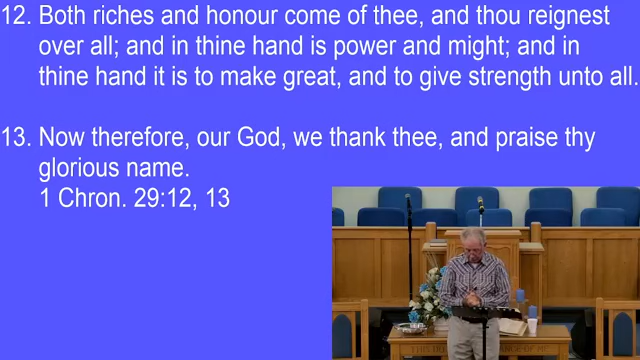 12. Both riches and honour come of thee, and thou reignest
over all; and in thine hand is power and might; and in
thine hand it is to make great, and to give strength unto all.
13. Now therefore, our God, we thank thee, and praise thy
glorious name.
1 Chron. 29:12, 13